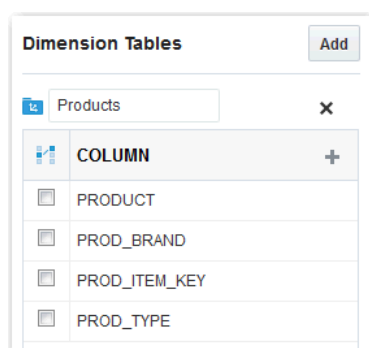 Dimension Tables Add
Products
COLUMN
PRODUCT
PROD_BRAND
PROD_ITEM_KEY
PROD_TYPE